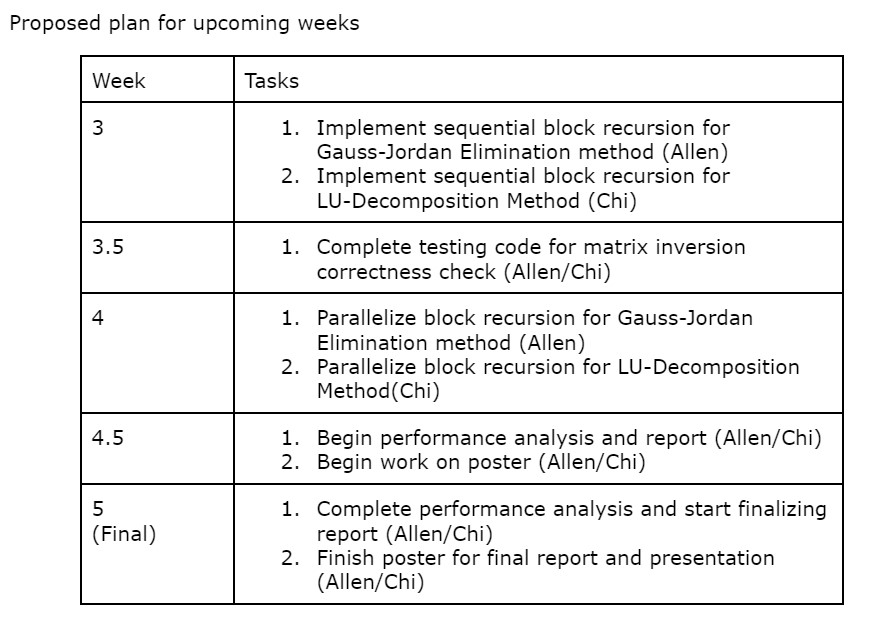 Proposed plan for upcoming weeks
Week
Tasks
3
1. Implement sequential block recursion for
Gauss-Jordan Elimination method (Allen)
2. Implement sequential block recursion for
LU-Decomposition Method (Chi)
3.5
1. Complete testing code for matrix inversion
correctness check (Allen/Chi)
4
1. Parallelize block recursion for Gauss-Jordan
Elimination method (Allen)
2. Parallelize block recursion for LU-Decomposition
Method(Chi)
4.5
1. Begin performance analysis and report (Allen/Chi)
2. Begin work on poster (Allen/Chi)
5
(Final)
1. Complete performance analysis and start finalizing
report (Allen/Chi)
2. Finish poster for final report and presentation
(Allen/Chi)